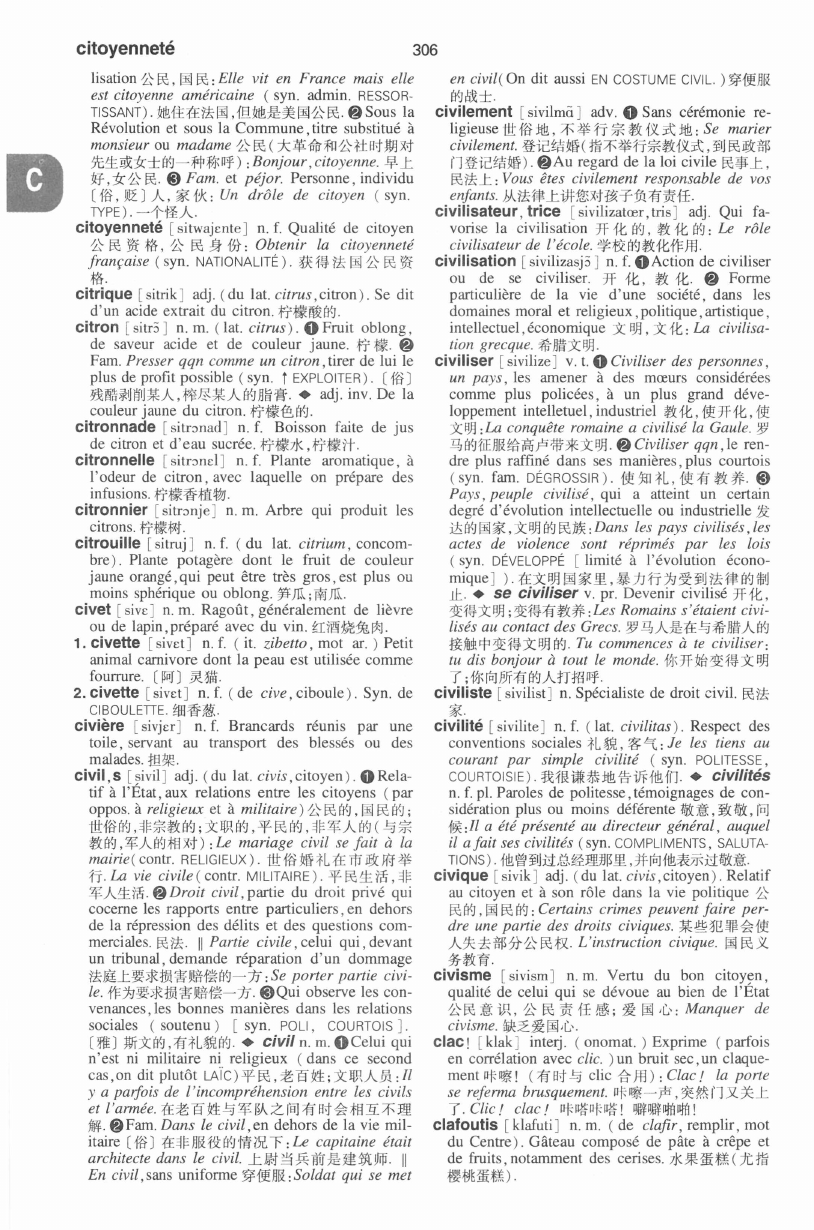 citoyenneté
306
C
lisation 公民,国民:Elle vit en France mais elle
est citoyenne américaine ( syn. admin. RESSOR-
TISSANT). 她住在法国,但她是美国公民. ❷ Sous la
Révolution et sous la Commune,titre substitué à
monsieur ou madame 公民(大革命和公社时期对
先生或女士的一种称呼):Bonjour,citoyenne. 早上
好,女公民. ❸ Fam. et péjor. Personne, individu
〔俗,贬〕人,家伙: Un drôle de citoyen ( syn.
TYPE). 一个怪人.
citoyenneté [sitwajɛnte] n. f. Qualité de citoyen
公民资格, 公民身份: Obtenir la citoyenneté
française ( syn. NATIONALITÉ). 获得法国公民资
格.
citrique [sitrik] adj. (du lat. citrus,citron). Se dit
d'un acide extrait du citron. 柠檬酸的.
citron [sitrɔ̃] n. m. ( lat. citrus). ❶ Fruit oblong,
de saveur acide et de couleur jaune. 柠檬. ❷
Fam. Presser qqn comme un citron,tirer de lui le
plus de profit possible ( syn. ↑ EXPLOITER). 〔俗〕
残酷剥削某人,榨尽某人的脂膏. ◆ adj. inv. De la
couleur jaune du citron. 柠檬色的.
citronnade [sitrɔnad] n. f. Boisson faite de jus
de citron et d'eau sucrée. 柠檬水,柠檬汁.
citronnelle [sitrɔnɛl] n. f. Plante aromatique, à
l'odeur de citron, avec laquelle on prépare des
infusions. 柠檬香植物.
citronnier [sitrɔnje] n. m. Arbre qui produit les
citrons. 柠檬树.
citrouille [situj] n. f. ( du lat. citrium, concom-
bre). Plante potagère dont le fruit de couleur
jaune orangé,qui peut être très gros,est plus ou
moins sphérique ou oblong. 笋瓜;南瓜.
civet [sivɛ] n. m. Ragoût, généralement de lièvre
ou de lapin,préparé avec du vin. 红酒烧兔肉.
1. civette [sivɛt] n. f. ( it. zibetto, mot ar. ) Petit
animal carnivore dont la peau est utilisée comme
fourrure. 〔阿〕灵猫.
2. civette [sivɛt] n. f. ( de cive,ciboule). Syn. de
CIBOULETTE. 细香葱.
civière [sivjɛr] n. f. Brancards réunis par une
toile, servant au transport des blessés ou des
malades. 担架.
civil,s [sivil] adj. (du lat. civis,citoyen). ❶ Rela-
tif à l'État,aux relations entre les citoyens ( par
oppos. à religieux et à militaire)公民的,国民的;
世俗的,非宗教的;文职的,平民的,非军人的(与宗
教的,军人的相对):Le mariage civil se fait à la
mairie(contr. RELIGIEUX). 世俗婚礼在市政府举
行. La vie civile(contr. MILITAIRE). 平民生活,非
军人生活. ❷ Droit civil,partie du droit privé qui
cocerne les rapports entre particuliers,en dehors
de la répression des délits et des questions com-
merciales. 民法. ‖ Partie civile,celui qui,devant
un tribunal,demande réparation d'un dommage
法庭上要求损害赔偿的一方:Se porter partie civi-
le. 作为要求损害赔偿一方. ❸Qui observe les con-
venances,les bonnes manières dans les relations
sociales ( soutenu) [ syn. POLI, COURTOIS ].
〔雅〕斯文的,有礼貌的. ◆ civil n. m. ❶Celui qui
n'est ni militaire ni religieux ( dans ce second
cas,on dit plutôt LAÏC)平民,老百姓;文职人员:Il
y a parfois de l'incompréhension entre les civils
et l'armée. 在老百姓与军队之间有时会相互不理
解. ❷Fam. Dans le civil,en dehors de la vie mil-
itaire〔俗〕在非服役的情况下:Le capitaine était
architecte dans le civil. 上尉当兵前是建筑师. ‖
En civil,sans uniforme 穿便服:Soldat qui se met
en civil(On dit aussi EN COSTUME CIVIL. )穿便服
的战士.
civilement [sivilmɑ̃] adv. ❶ Sans cérémonie re-
ligieuse 世俗地, 不举行宗教仪式地: Se marier
civilement. 登记结婚(指不举行宗教仪式,到民政部
门登记结婚). ❷Au regard de la loi civile 民事上,
民法上:Vous êtes civilement responsable de vos
enfants. 从法律上讲您对孩子负有责任.
civilisateur,trice [sivilizatœr,tris] adj. Qui fa-
vorise la civilisation 开化的, 教化的: Le rôle
civilisateur de l'école. 学校的教化作用.
civilisation [sivilizasjɔ̃] n. f. ❶Action de civiliser
ou de se civiliser. 开化, 教化. ❷ Forme
particulière de la vie d'une société, dans les
domaines moral et religieux,politique,artistique,
intellectuel,économique 文明,文化: La civilisa-
tion grecque. 希腊文明.
civiliser [sivilize] v. t. ❶ Civiliser des personnes,
un pays, les amener à des mœurs considérées
comme plus policées, à un plus grand déve-
loppement intelletuel,industriel 教化,使开化,使
文明:La conquête romaine a civilisé la Gaule. 罗
马的征服给高卢带来文明. ❷ Civiliser qqn,le ren-
dre plus raffiné dans ses manières,plus courtois
( syn. fam. DÉGROSSIR). 使知礼,使有教养. ❸
Pays,peuple civilisé, qui a atteint un certain
degré d'évolution intellectuelle ou industrielle 发
达的国家,文明的民族:Dans les pays civilisés,les
actes de violence sont réprimés par les lois
( syn. DÉVELOPPÉ [ limité à l'évolution écono-
mique] ). 在文明国家里,暴力行为受到法律的制
止. ◆ se civiliser v. pr. Devenir civilisé 开化,
变得文明;变得有教养:Les Romains s'étaient civi-
lisés au contact des Grecs. 罗马人是在与希腊人的
接触中变得文明的. Tu commences à te civiliser:
tu dis bonjour à tout le monde. 你开始变得文明
了;你向所有的人打招呼.
civiliste [sivilist] n. Spécialiste de droit civil. 民法
家.
civilité [sivilite] n. f. ( lat. civilitas). Respect des
conventions sociales 礼貌,客气:Je les tiens au
courant par simple civilité ( syn. POLITESSE,
COURTOISIE). 我很谦恭地告诉他们. ◆ civilités
n. f. pl. Paroles de politesse,témoignages de con-
sidération plus ou moins déférente 敬意,致敬,问
候:Il a été présenté au directeur général, auquel
il a fait ses civilités (syn. COMPLIMENTS, SALUTA-
TIONS). 他曾到过总经理那里,并向他表示过敬意.
civique [sivik] adj. (du lat. civis,citoyen). Relatif
au citoyen et à son rôle dans la vie politique 公
民的,国民的:Certains crimes peuvent faire per-
dre une partie des droits civiques. 某些犯罪会使
人失去部分公民权. L'instruction civique. 国民义
务教育.
civisme [sivism] n. m. Vertu du bon citoyen,
qualité de celui qui se dévoue au bien de l'État
公民意识, 公民责任感; 爱国心: Manquer de
civisme. 缺乏爱国心.
clac! [klak] interj. ( onomat. ) Exprime ( parfois
en corrélation avec clic. )un bruit sec,un claque-
ment 咔嚓! (有时与 clic 合用):Clac! la porte
se referma brusquement. 咔嚓一声,突然门又关上
了. Clic! clac! 咔嗒咔嗒! 噼噼啪啪!
clafoutis [klafuti] n. m. ( de clafir, remplir, mot
du Centre). Gâteau composé de pâte à crêpe et
de fruits,notamment des cerises. 水果蛋糕(尤指
樱桃蛋糕).